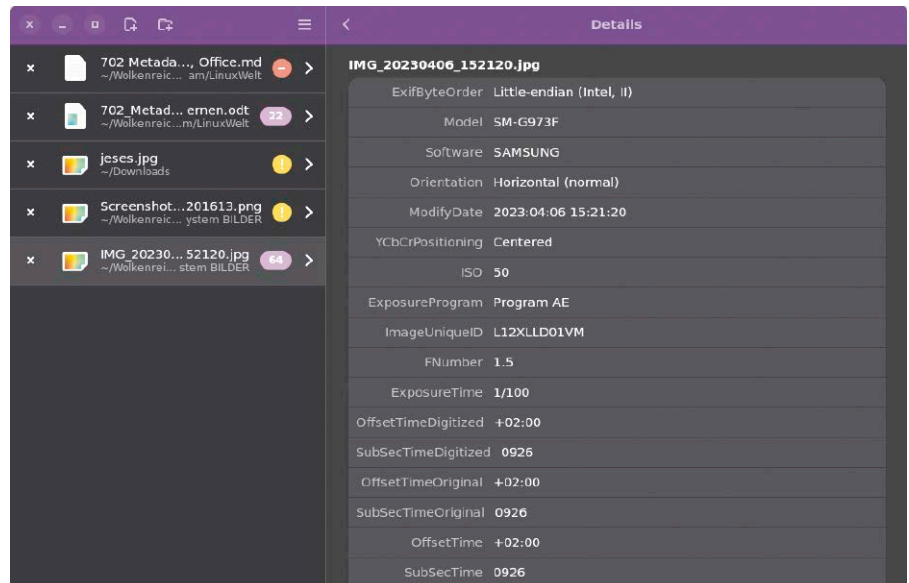 Details
702 Metada..., Office.md
~/Wolkenreic... am/LinuxWelt
702_Metad... ernen.odt
~/Wolkenreic...m/LinuxWelt
22
jeses.jpg
~/Downloads
Screenshot...201613.png
~/Wolkenreic... ystem BILDER
IMG_20230... 52120.jpg
~/Wolkenrei... stem BILDER
64
IMG_20230406_152120.jpg
ExifByteOrder Little-endian (Intel, II)
Model SM-G973F
Software SAMSUNG
Orientation Horizontal (normal)
ModifyDate 2023:04:06 15:21:20
YCbCrPositioning Centered
ISO 50
ExposureProgram Program AE
ImageUniqueID L12XLLD01VM
FNumber 1.5
ExposureTime 1/100
OffsetTimeDigitized +02:00
SubSecTimeDigitized 0926
OffsetTimeOriginal +02:00
SubSecTimeOriginal 0926
OffsetTime +02:00
SubSecTime 0926